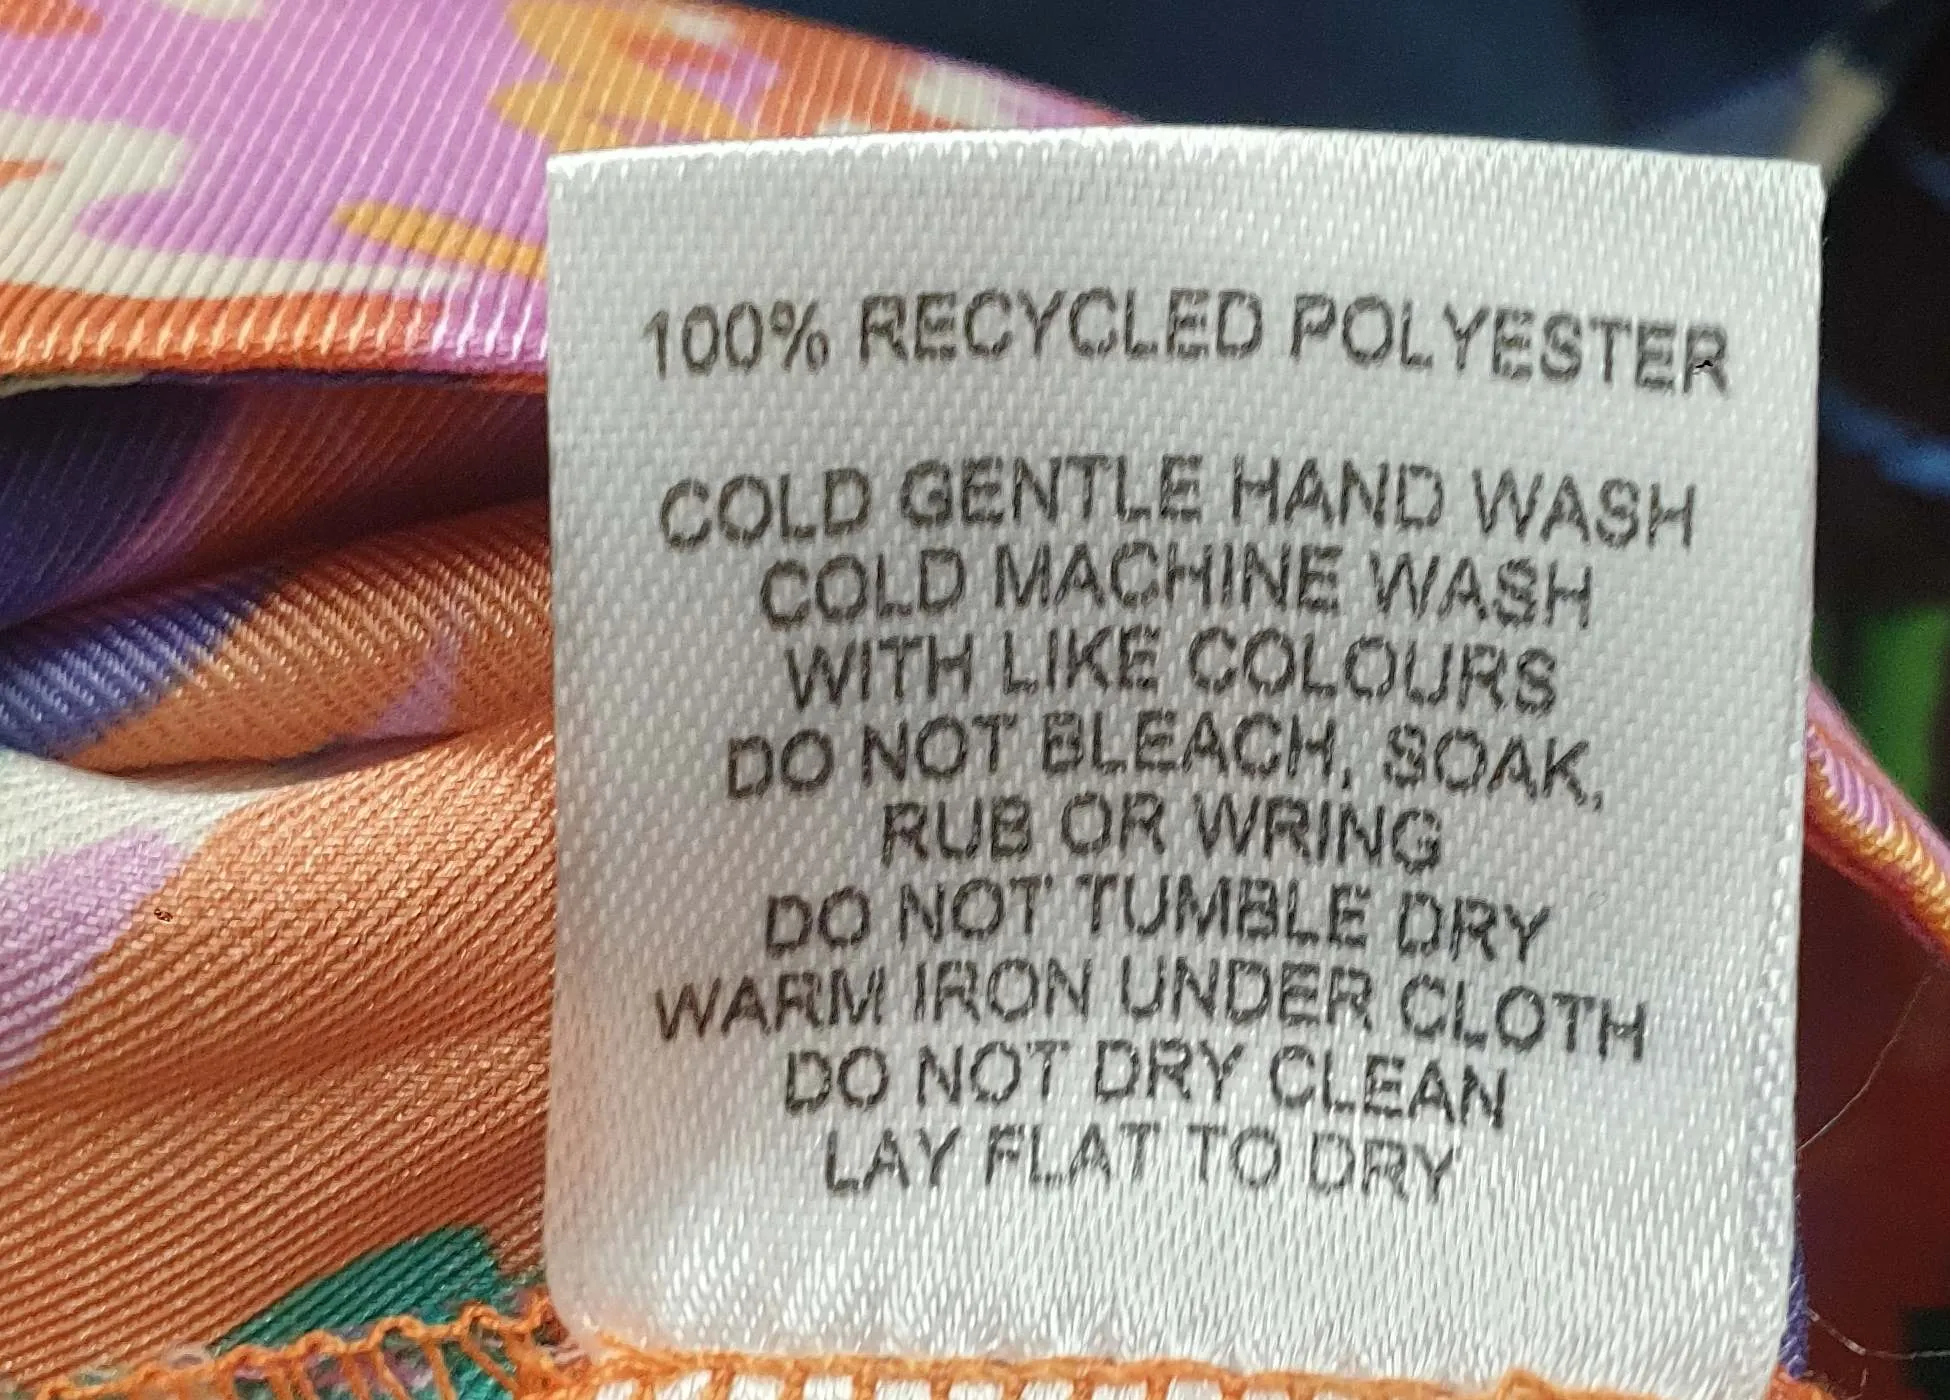 100% RECYCLED POLYESTER
COLD GENTLE HAND WASH
COLD MACHINE WASH
WITH LIKE COLOURS
DO NOT BLEACH, SOAK,
RUB OR WRING
DO NOT TUMBLE DRY
WARM IRON UNDER CLOTH
DO NOT DRY CLEAN
LAY FLAT TO DRY